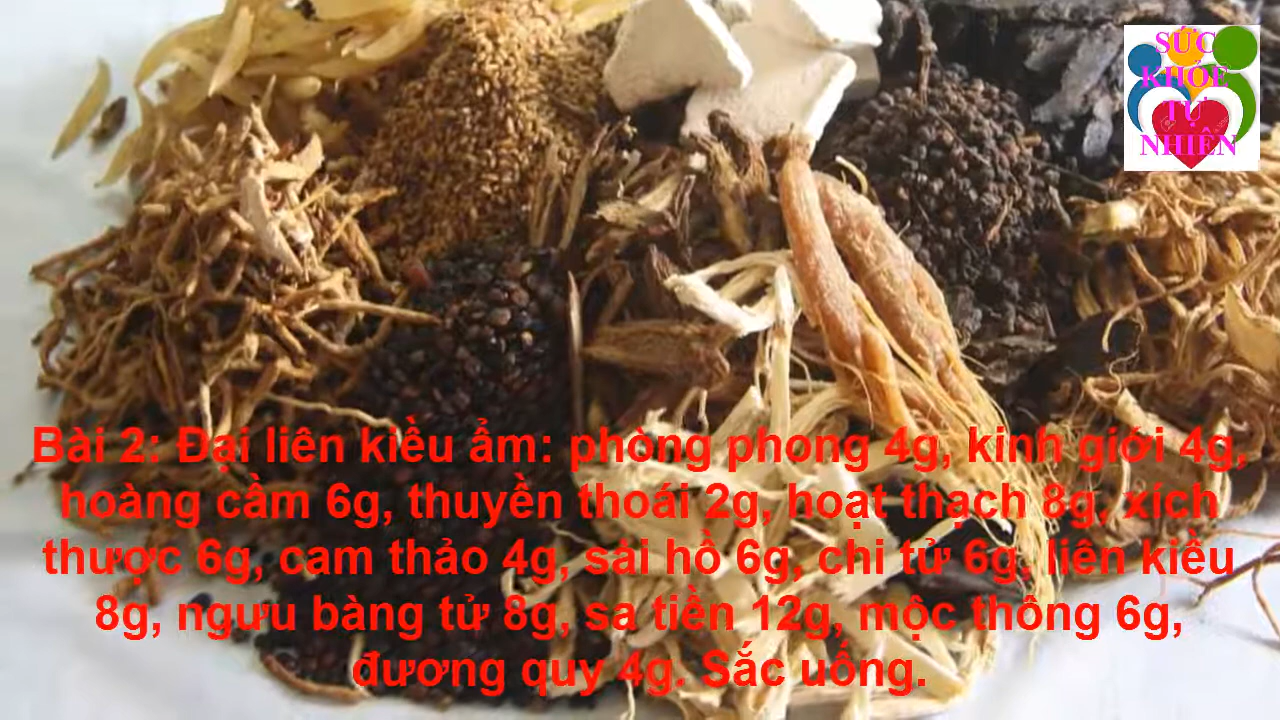 SỨC
KHỎE
TỰ
NHIÊN
Bài 2: Đại liên kiều ẩm: phòng phong 4g, kinh giới 4g,
hoàng cầm 6g, thuyền thoái 2g, hoạt thạch 8g, xích
thược 6g, cam thảo 4g, sài hồ 6g, chi tử 6g, liên kiều
8g, ngưu bàng tử 8g, sa tiền 12g, mộc thông 6g,
đương quy 4g. Sắc uống.